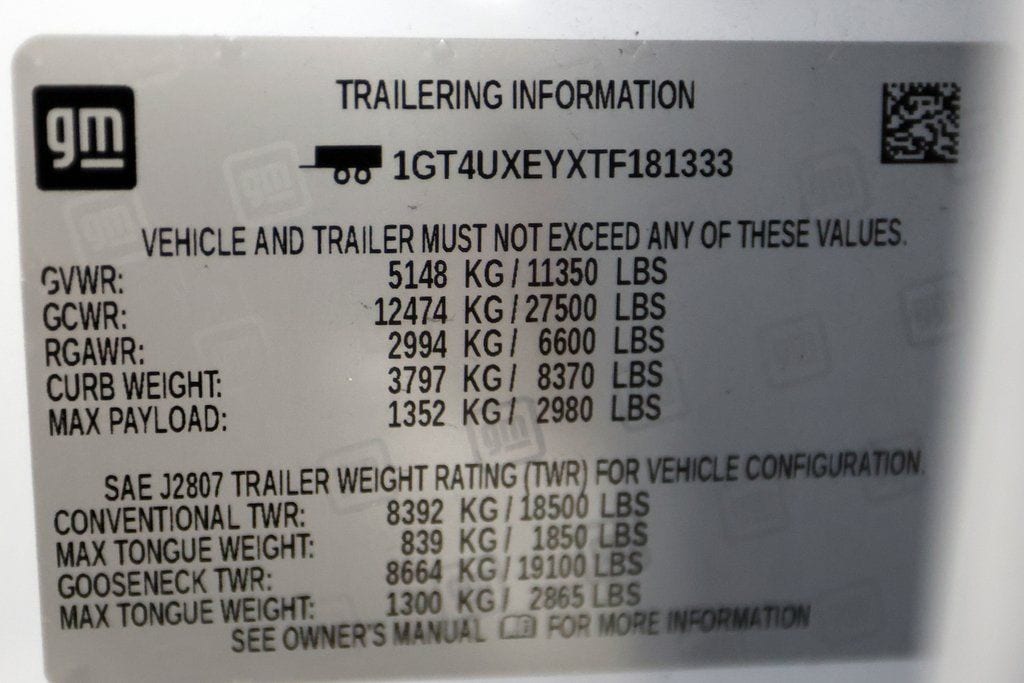 gm
TRAILERING INFORMATION
1GT4UXEYXTF181333
VEHICLE AND TRAILER MUST NOT EXCEED ANY OF THESE VALUES.
GVWR: 5148 KG / 11350 LBS
GCWR: 12474 KG / 27500 LBS
RGAWR: 2994 KG / 6600 LBS
CURB WEIGHT: 3797 KG / 8370 LBS
MAX PAYLOAD: 1352 KG / 2980 LBS
SAE J2807 TRAILER WEIGHT RATING (TWR) FOR VEHICLE CONFIGURATION.
CONVENTIONAL TWR: 8392 KG / 18500 LBS
MAX TONGUE WEIGHT: 839 KG / 1850 LBS
GOOSENECK TWR: 8664 KG / 19100 LBS
MAX TONGUE WEIGHT: 1300 KG / 2865 LBS
SEE OWNER'S MANUAL FOR MORE INFORMATION